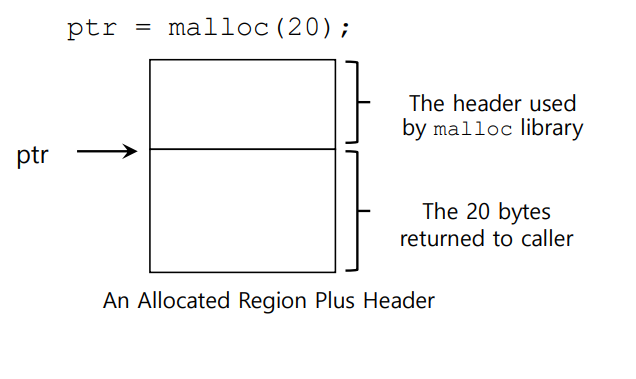 ptr = malloc(20);
The header used
by malloc library
ptr
The 20 bytes
returned to caller
An Allocated Region Plus Header